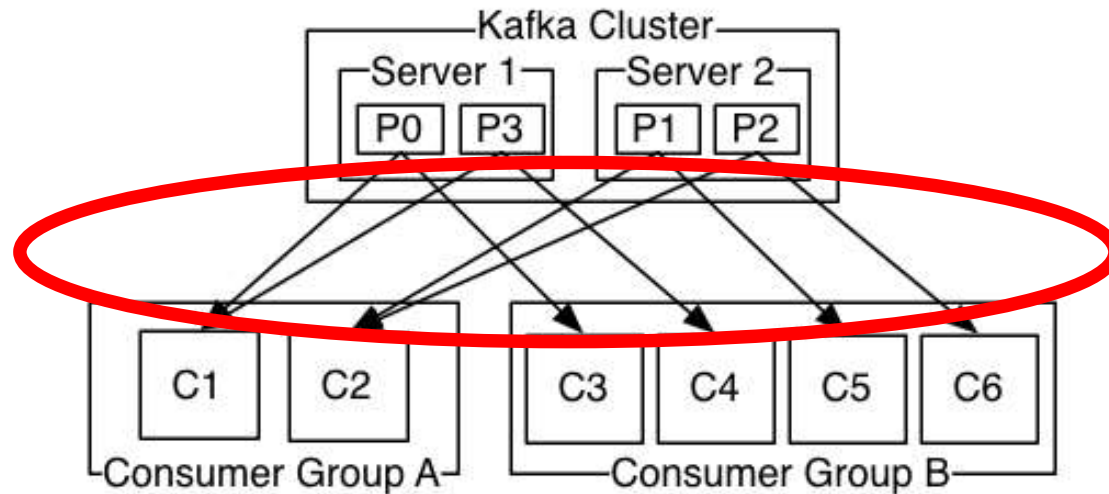 Kafka Cluster
Server 1 Server 2
P0 P3 P1 P2
C1 C2 C3 C4 C5 C6
Consumer Group A Consumer Group B